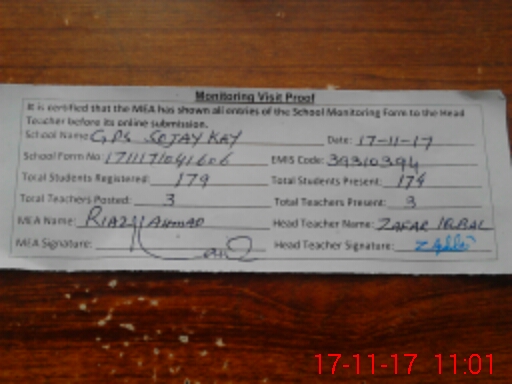 Monitoring Visit Proof
It is certified that the MEA has shown all entries of the School Monitoring Form to the Head
Teacher before its online submission.
School Name GPS SOJAY KAY Date: 17-11-17
School Form No EMIS Code: 39310394
Total Students Registered: 179 Total Students Present: 174
Total Teachers Posted: 3 Total Teachers Present: 3
MEA Name: RIAZ AHMAD Head Teacher Name: ZAFAR IQBAL
MEA Signature: Head Teacher Signature:
17-11-17 11:01